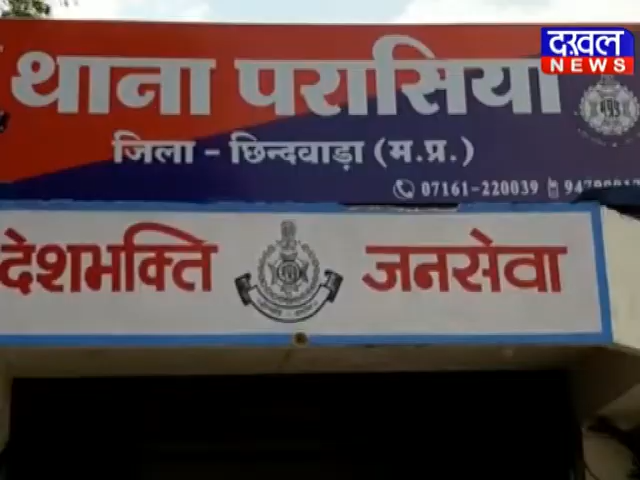 दख़ल
NEWS
थाना परासिया
जिला - छिन्दवाड़ा (म.प्र.)
07161-220039
देशभक्ति जनसेवा